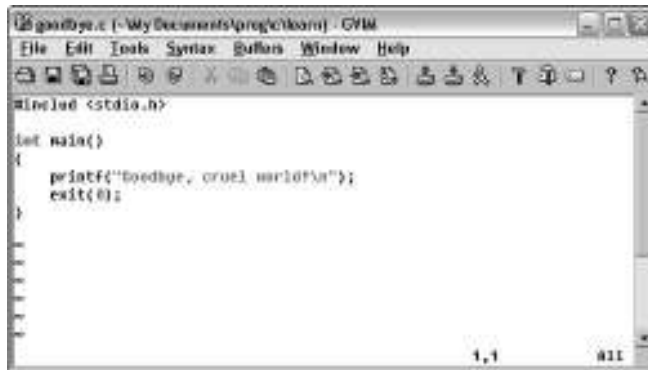 goodbye.c (~\My Documents\prog\c\learn) - GVIM
File Edit Tools Syntax Buffers Window Help
#includ <stdio.h>
int main()
{
printf("Goodbye, cruel world!\n");
exit(0);
}
~
~
~
~
~
~
1,1 All